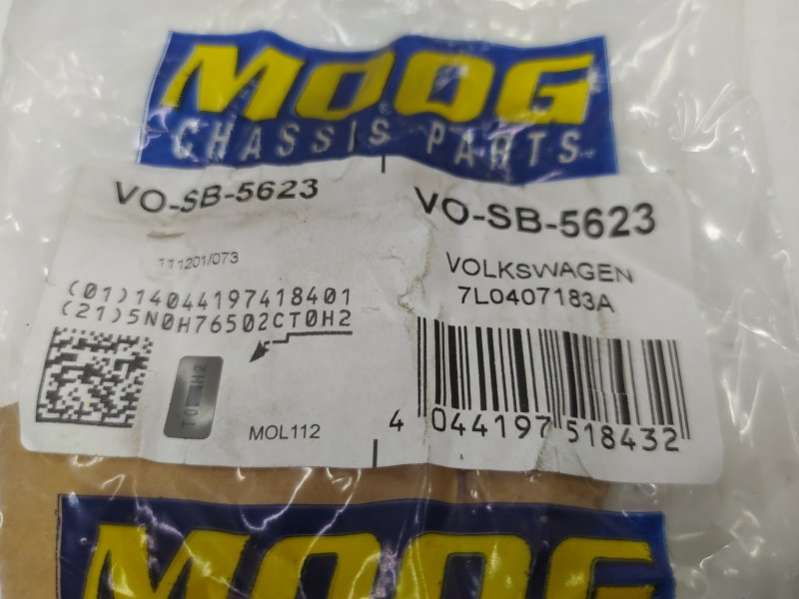 MOOG
CHASSIS PARTS
VO-SB-5623
111201/073
(01)14044197418401
(21)5N0H76502CT0H2
MOL112
VO-SB-5623
VOLKSWAGEN
7L0407183A
4 044197 518432
MOOG